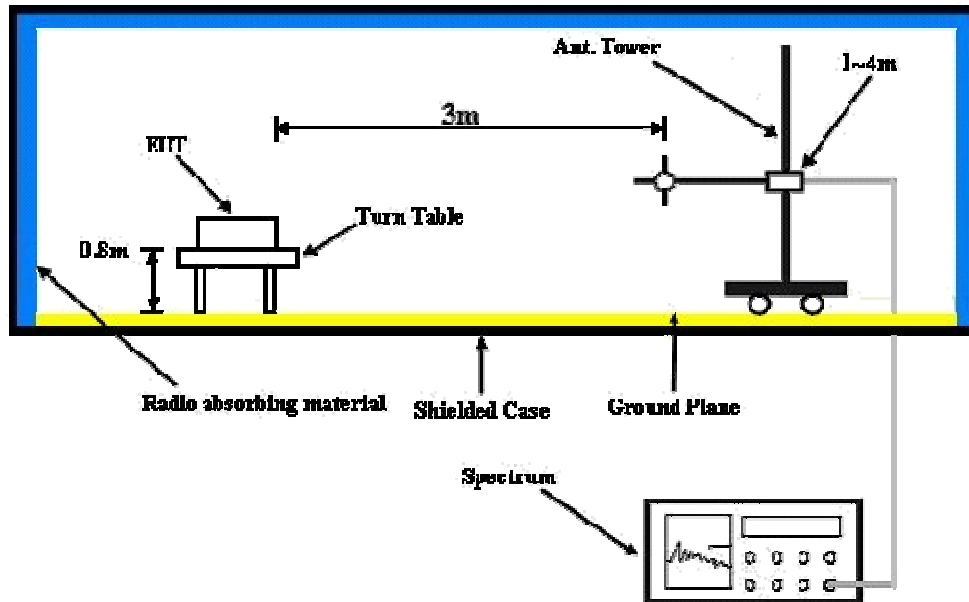 Ant. Tower
1~4m
3m
EUT
Turn Table
0.8m
Radio absorbing material
Shielded Case
Ground Plane
Spectrum